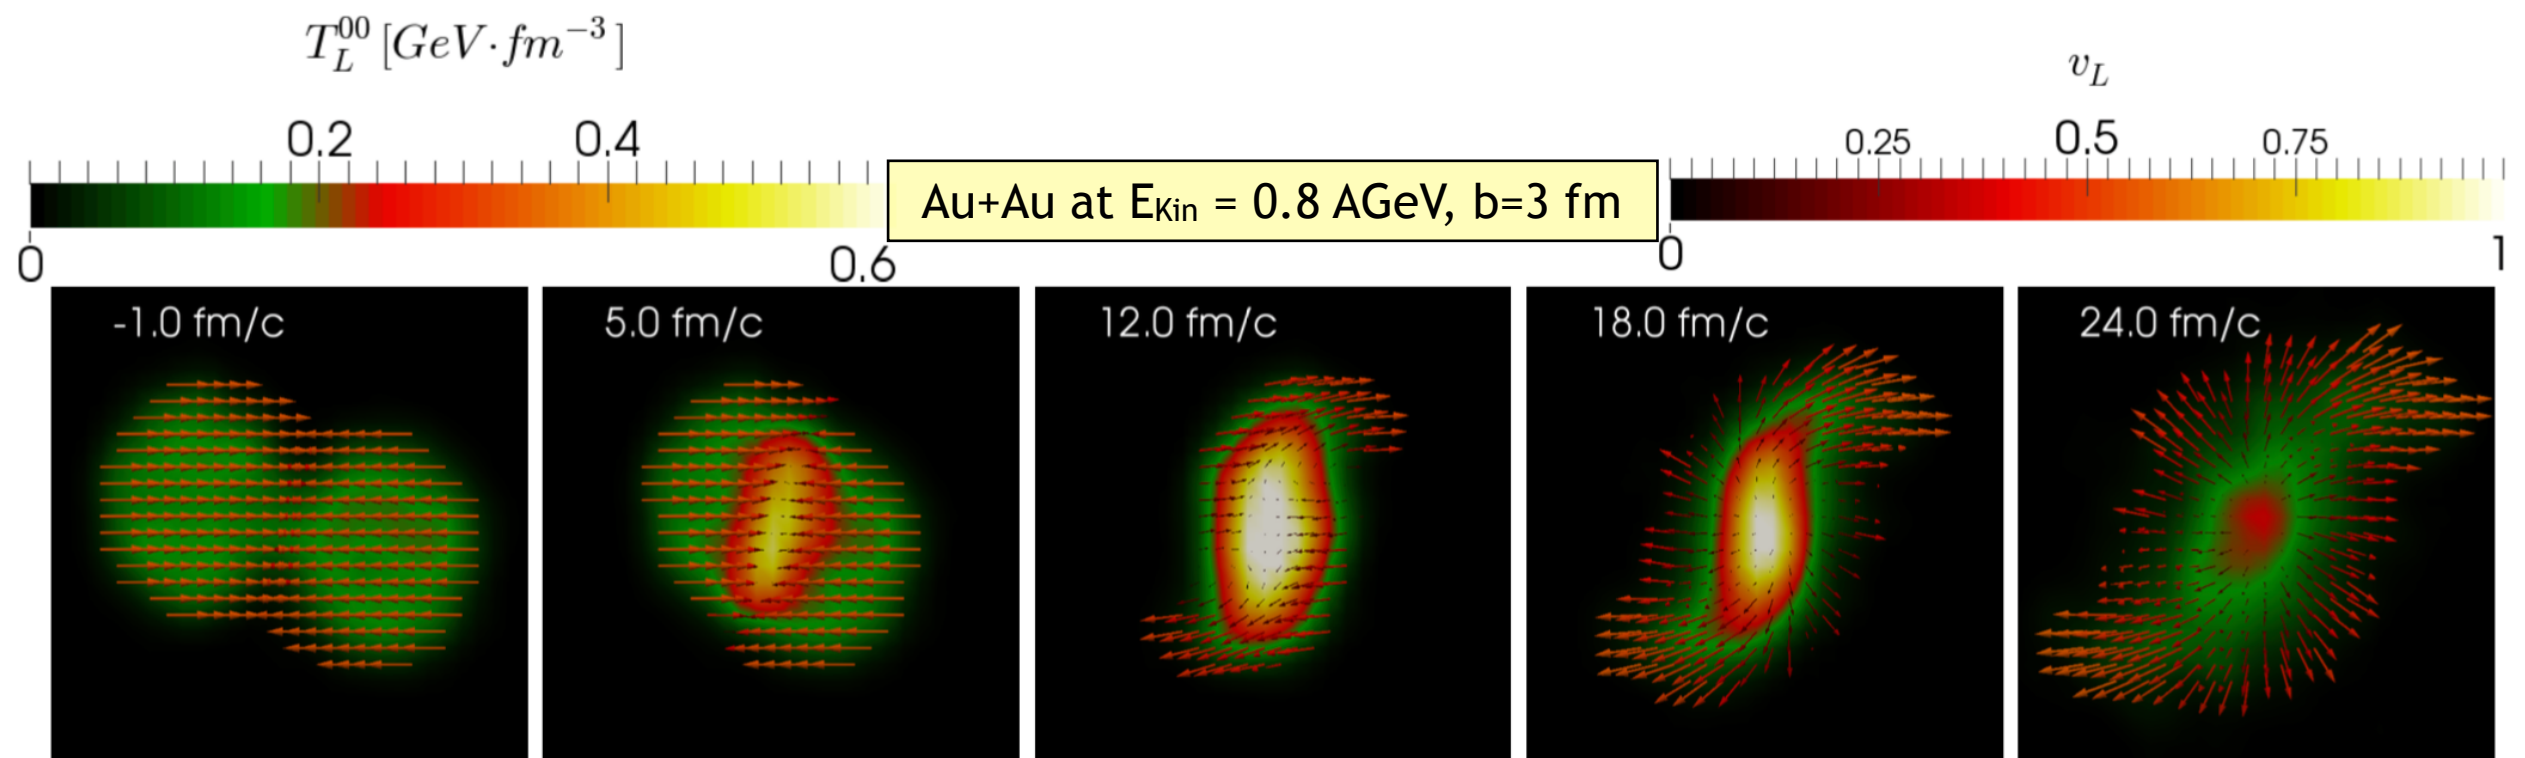 T_L^{00} [GeV·fm^{-3}]
v_L
0.2 0.4
0.25 0.5 0.75
Au+Au at E_{Kin} = 0.8 AGeV, b=3 fm
0 0.6
0 1
-1.0 fm/c
5.0 fm/c
12.0 fm/c
18.0 fm/c
24.0 fm/c